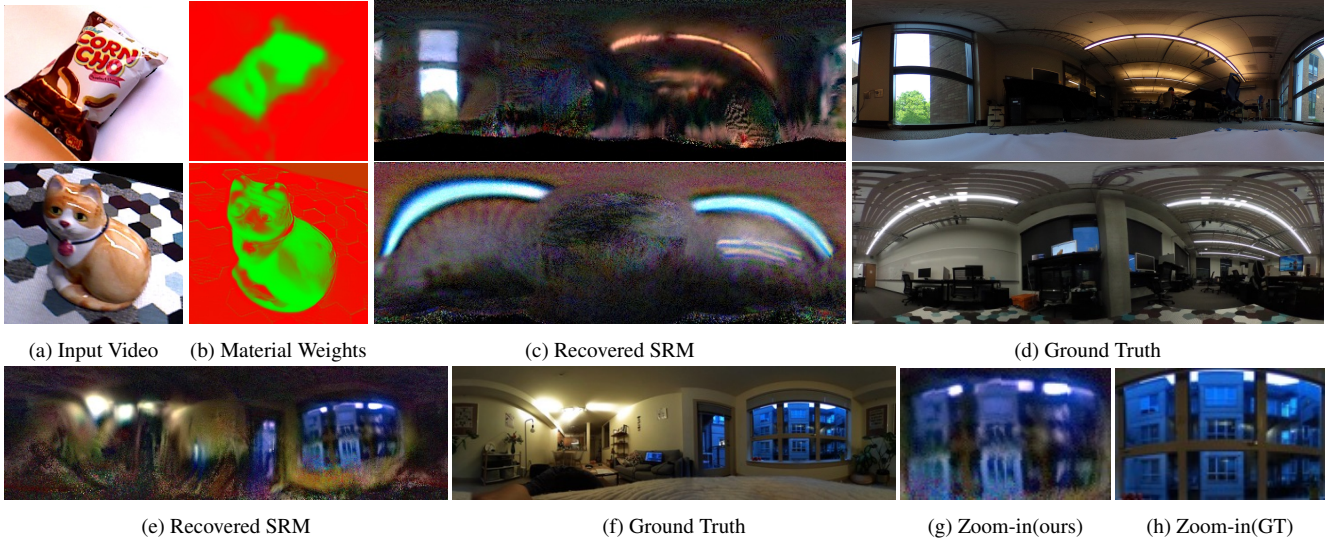 CORN
CHO
(a) Input Video
(b) Material Weights
(c) Recovered SRM
(d) Ground Truth
(e) Recovered SRM
(f) Ground Truth
(g) Zoom-in(ours)
(h) Zoom-in(GT)